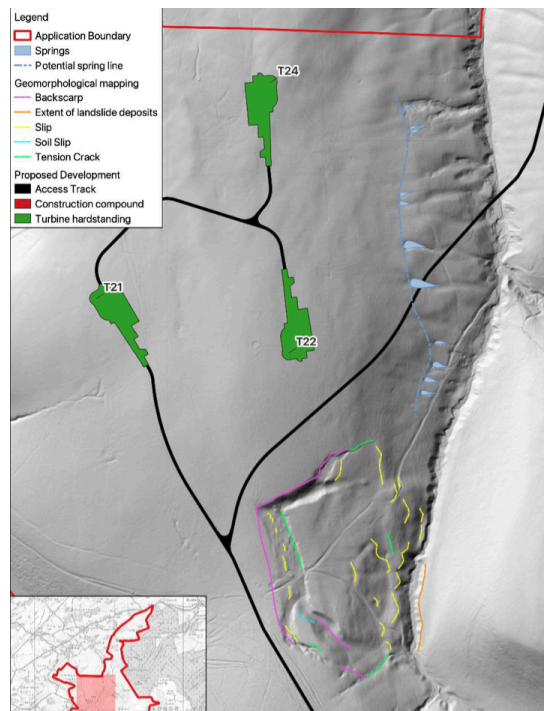 Legend
Application Boundary
Springs
Potential spring line
Geomorphological mapping
Backscarp
Extent of landslide deposits
Slip
Soil Slip
Tension Crack
Proposed Development
Access Track
Construction compound
Turbine hardstanding
T24
T21
T22